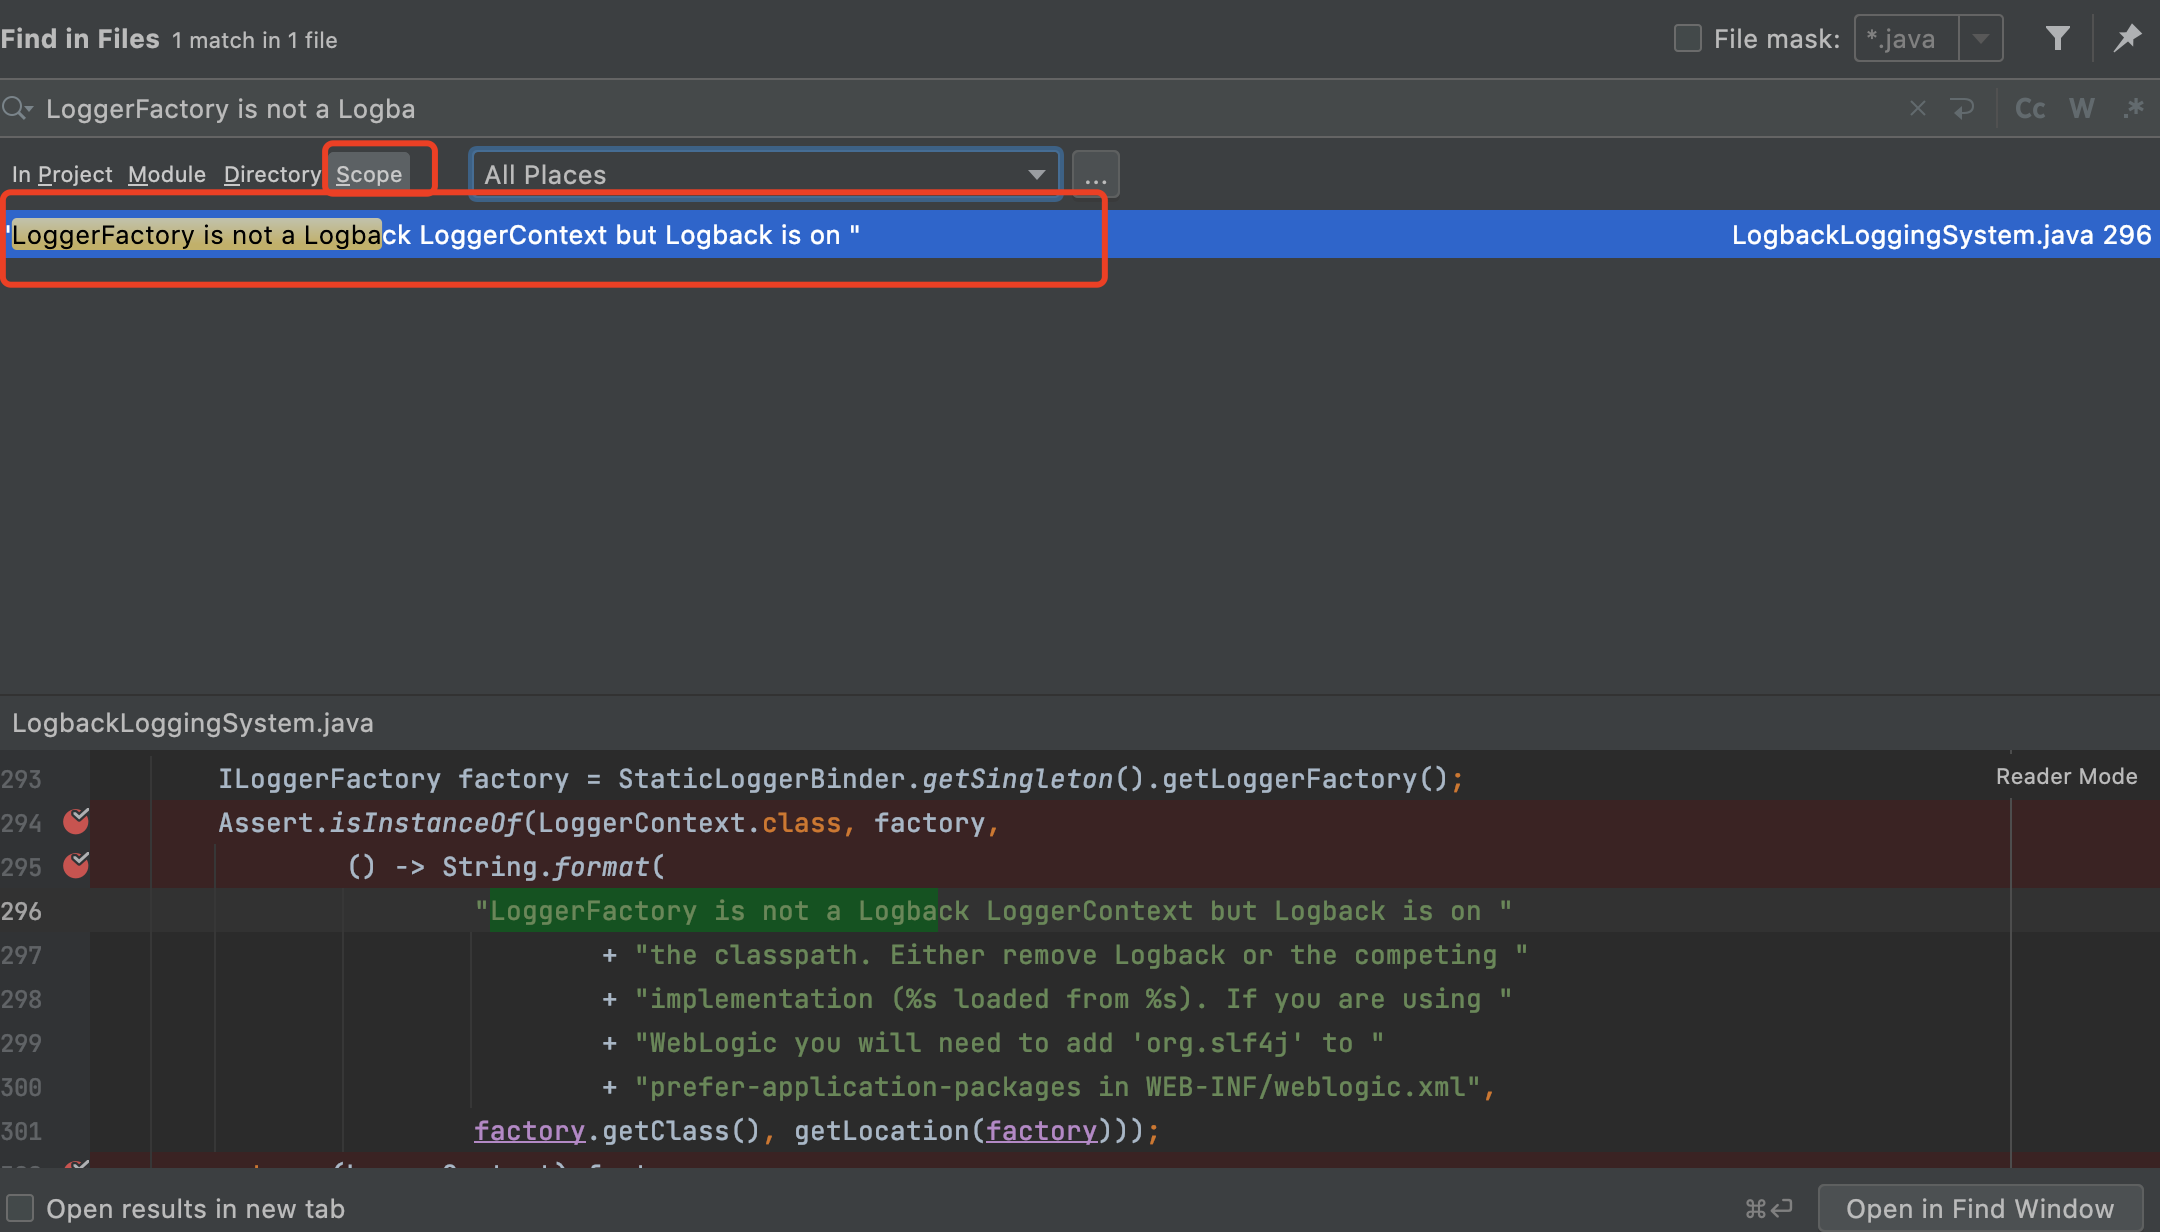 Find in Files 1 match in 1 file File mask: *.java
LoggerFactory is not a Logba Cc W .*
In Project Module Directory Scope All Places ...
"LoggerFactory is not a Logback LoggerContext but Logback is on " LogbackLoggingSystem.java 296
LogbackLoggingSystem.java
293 ILoggerFactory factory = StaticLoggerBinder.getSingleton().getLoggerFactory(); Reader Mode
294 Assert.isInstanceOf(LoggerContext.class, factory,
295 () -> String.format(
296 "LoggerFactory is not a Logback LoggerContext but Logback is on "
297 + "the classpath. Either remove Logback or the competing "
298 + "implementation (%s loaded from %s). If you are using "
299 + "WebLogic you will need to add 'org.slf4j' to "
300 + "prefer-application-packages in WEB-INF/weblogic.xml",
301 factory.getClass(), getLocation(factory)));
Open results in new tab ⌘↩ Open in Find Window